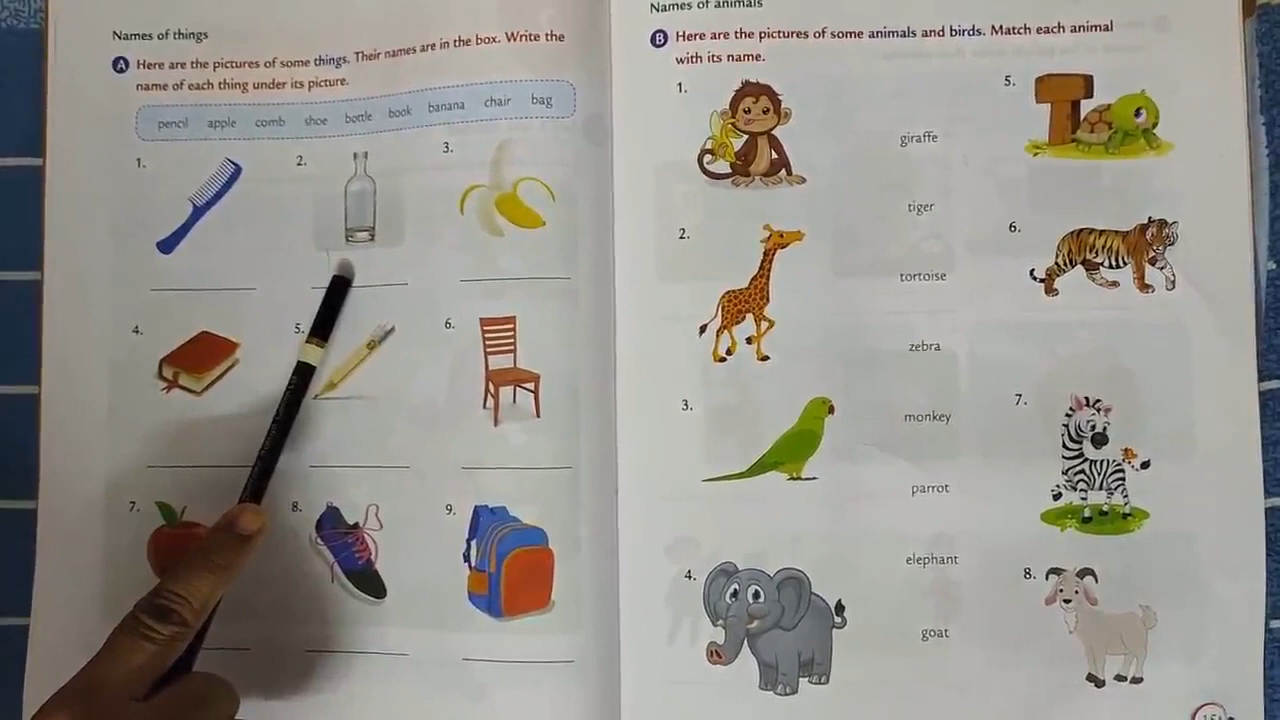 Names of things
A Here are the pictures of some things. Their names are in the box. Write the
name of each thing under its picture.
pencil apple comb shoe bottle book banana chair bag
1. 2. 3.
4. 5. 6.
7. 8. 9.
Names of animals
B Here are the pictures of some animals and birds. Match each animal
with its name.
1. 5.
giraffe
tiger
2. 6.
tortoise
zebra
3. 7.
monkey
parrot
elephant
4. 8.
goat